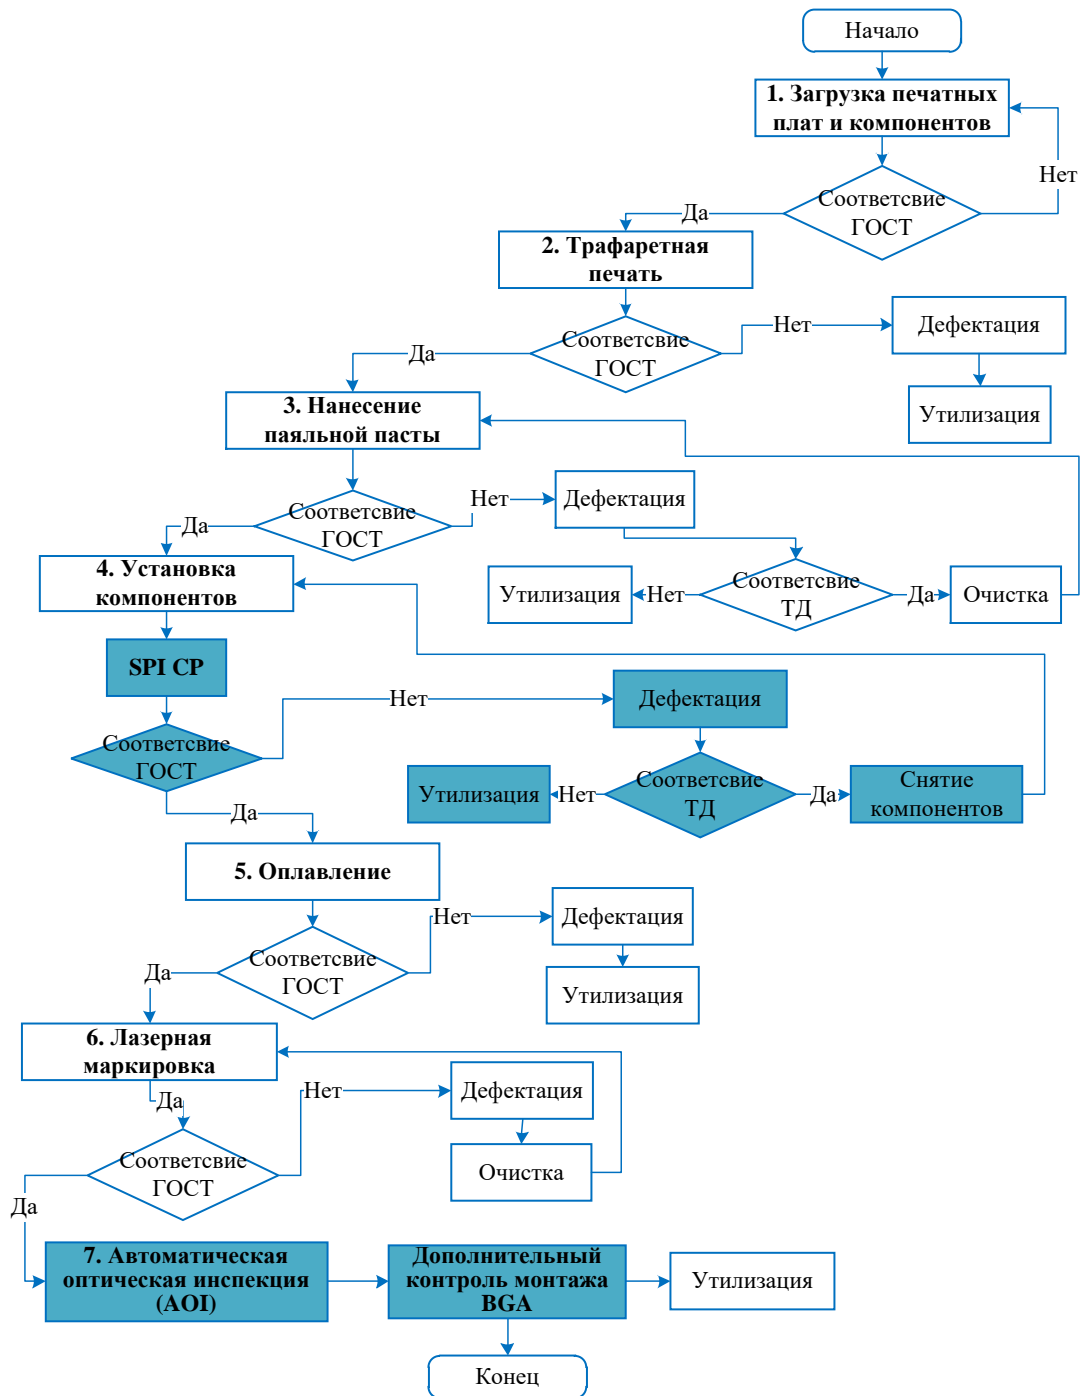 Начало
1. Загрузка печатных
плат и компонентов
Нет
Соответсвие
ГОСТ
Да
2. Трафаретная
печать
Соответсвие
ГОСТ
Нет
Дефектация
Утилизация
Да
3. Нанесение
паяльной пасты
Соответсвие
ГОСТ
Нет
Дефектация
Соответсвие
ТД
Нет
Утилизация
Да
Очистка
Да
4. Установка
компонентов
SPI CP
Соответсвие
ГОСТ
Нет
Дефектация
Соответсвие
ТД
Нет
Утилизация
Да
Снятие
компонентов
Да
5. Оплавление
Соответсвие
ГОСТ
Нет
Дефектация
Утилизация
Да
6. Лазерная
маркировка
Да
Соответсвие
ГОСТ
Нет
Дефектация
Очистка
Да
7. Автоматическая
оптическая инспекция
(AOI)
Дополнительный
контроль монтажа
BGA
Утилизация
Конец